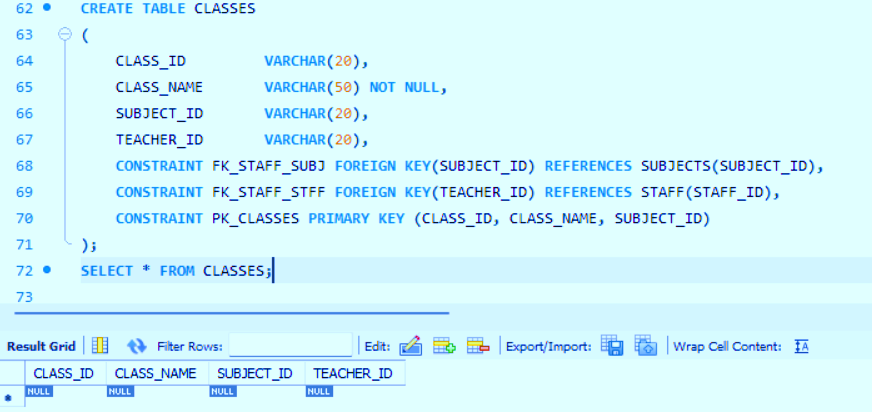 62 CREATE TABLE CLASSES
63 (
64 CLASS_ID VARCHAR(20),
65 CLASS_NAME VARCHAR(50) NOT NULL,
66 SUBJECT_ID VARCHAR(20),
67 TEACHER_ID VARCHAR(20),
68 CONSTRAINT FK_STAFF_SUBJ FOREIGN KEY(SUBJECT_ID) REFERENCES SUBJECTS(SUBJECT_ID),
69 CONSTRAINT FK_STAFF_STFF FOREIGN KEY(TEACHER_ID) REFERENCES STAFF(STAFF_ID),
70 CONSTRAINT PK_CLASSES PRIMARY KEY (CLASS_ID, CLASS_NAME, SUBJECT_ID)
71 );
72 SELECT * FROM CLASSES;
73
Result Grid Filter Rows: Edit: Export/Import: Wrap Cell Content: IA
CLASS_ID CLASS_NAME SUBJECT_ID TEACHER_ID
* NULL NULL NULL NULL